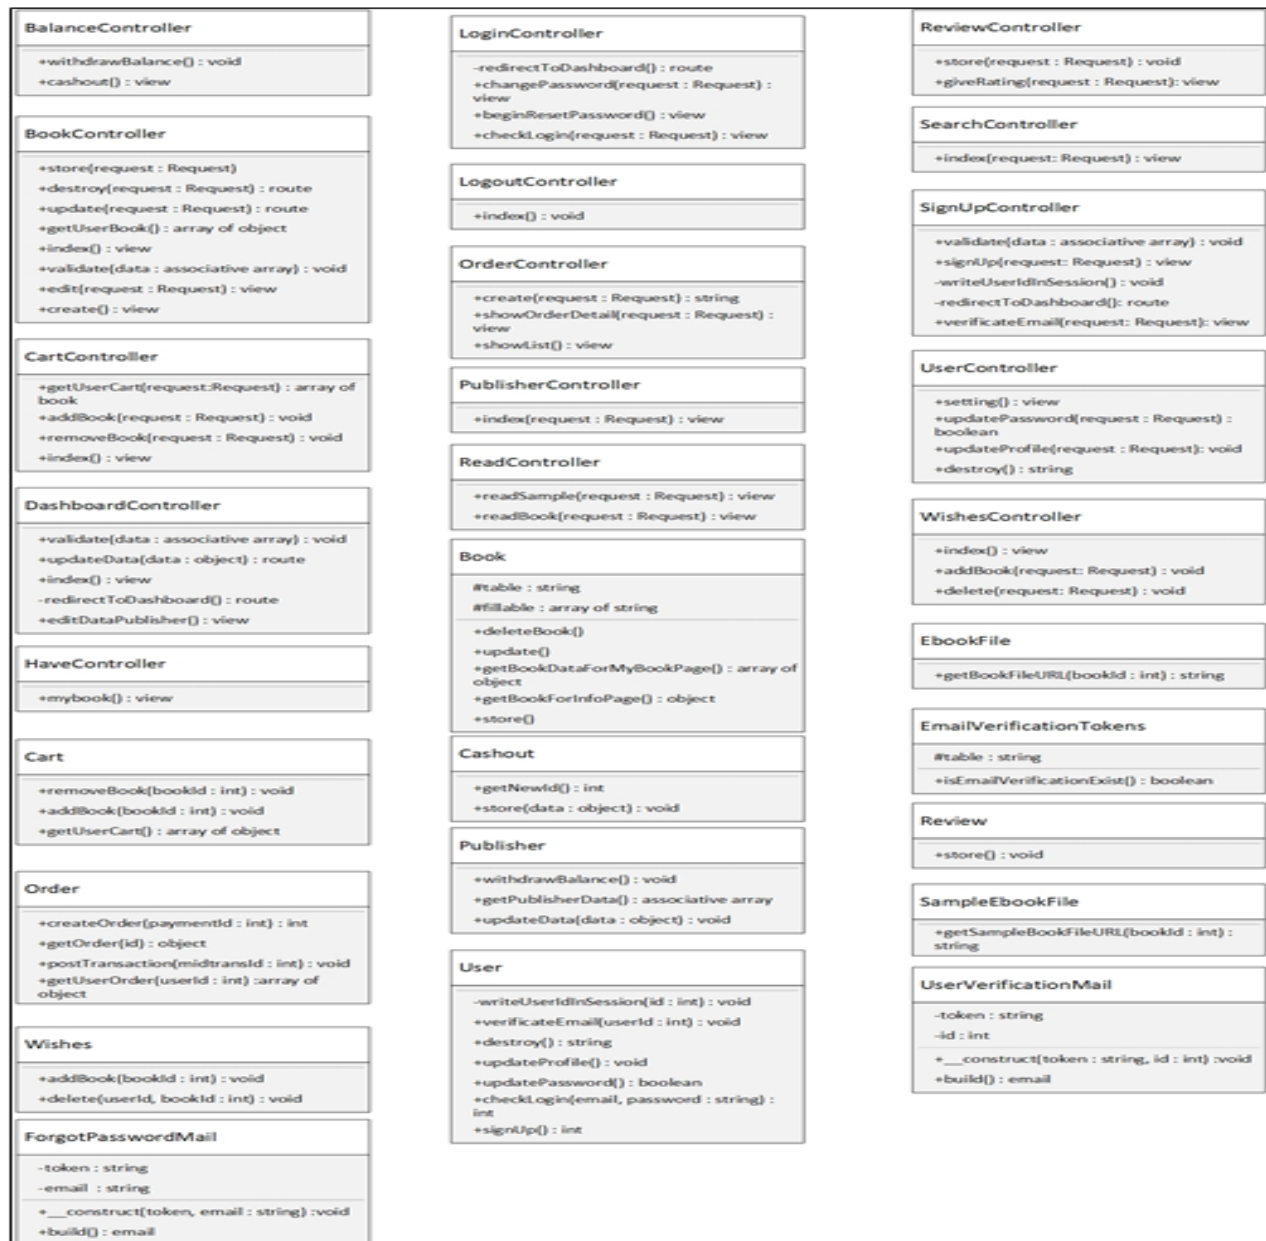 BalanceController
+withdrawBalance() : void
+cashout() : view
BookController
+store(request : Request)
+destroy(request : Request) : route
+update(request : Request) : route
+getUserBook() : array of object
+index() : view
+validate(data : associative array) : void
+edit(request : Request) : view
+create() : view
CartController
+getUserCart(request:Request) : array of
book
+addBook(request : Request) : void
+removeBook(request : Request) : void
+index() : view
DashboardController
+validate(data : associative array) : void
+updateData(data : object) : route
+index() : view
-redirectToDashboard() : route
+editDataPublisher() : view
HaveController
+mybook() : view
Cart
+removeBook(bookId : int) : void
+addBook(bookId : int) : void
+getUserCart() : array of object
Order
+createOrder(paymentId : int) : int
+getOrder(id) : object
+postTransaction(midtransId : int) : void
+getUserOrder(userId : int) :array of
object
Wishes
+addBook(bookId : int) : void
+delete(userId, bookId : int) : void
ForgotPasswordMail
-token : string
-email : string
+__construct(token, email : string) :void
+build() : email
LoginController
-redirectToDashboard() : route
+changePassword(request : Request) :
view
+beginResetPassword() : view
+checkLogin(request : Request) : view
LogoutController
+index() : void
OrderController
+create(request : Request) : string
+showOrderDetail(request : Request) :
view
+showList() : view
PublisherController
+index(request : Request) : view
ReadController
+readSample(request : Request) : view
+readBook(request : Request) : view
Book
#table : string
#fillable : array of string
+deleteBook()
+update()
+getBookDataForMyBookPage() : array of
object
+getBookForInfoPage() : object
+store()
Cashout
+getNewId() : int
+store(data : object) : void
Publisher
+withdrawBalance() : void
+getPublisherData() : associative array
+updateData(data : object) : void
User
-writeUserIdInSession(id : int) : void
+verificateEmail(userId : int) : void
+destroy() : string
+updateProfile() : void
+updatePassword() : boolean
+checkLogin(email, password : string) :
int
+signUp() : int
ReviewController
+store(request : Request) : void
+giveRating(request : Request): view
SearchController
+index(request: Request) : view
SignUpController
+validate(data : associative array) : void
+signUp(request: Request) : view
-writeUserIdInSession() : void
-redirectToDashboard(): route
+verificateEmail(request: Request): view
UserController
+setting() : view
+updatePassword(request : Request) :
boolean
+updateProfile(request : Request): void
+destroy() : string
WishesController
+index() : view
+addBook(request: Request) : void
+delete(request: Request) : void
EbookFile
+getBookFileURL(bookId : int) : string
EmailVerificationTokens
#table : string
+isEmailVerificationExist() : boolean
Review
+store() : void
SampleEbookFile
+getSampleBookFileURL(bookId : int) :
string
UserVerificationMail
-token : string
-id : int
+__construct(token : string, id : int) :void
+build() : email